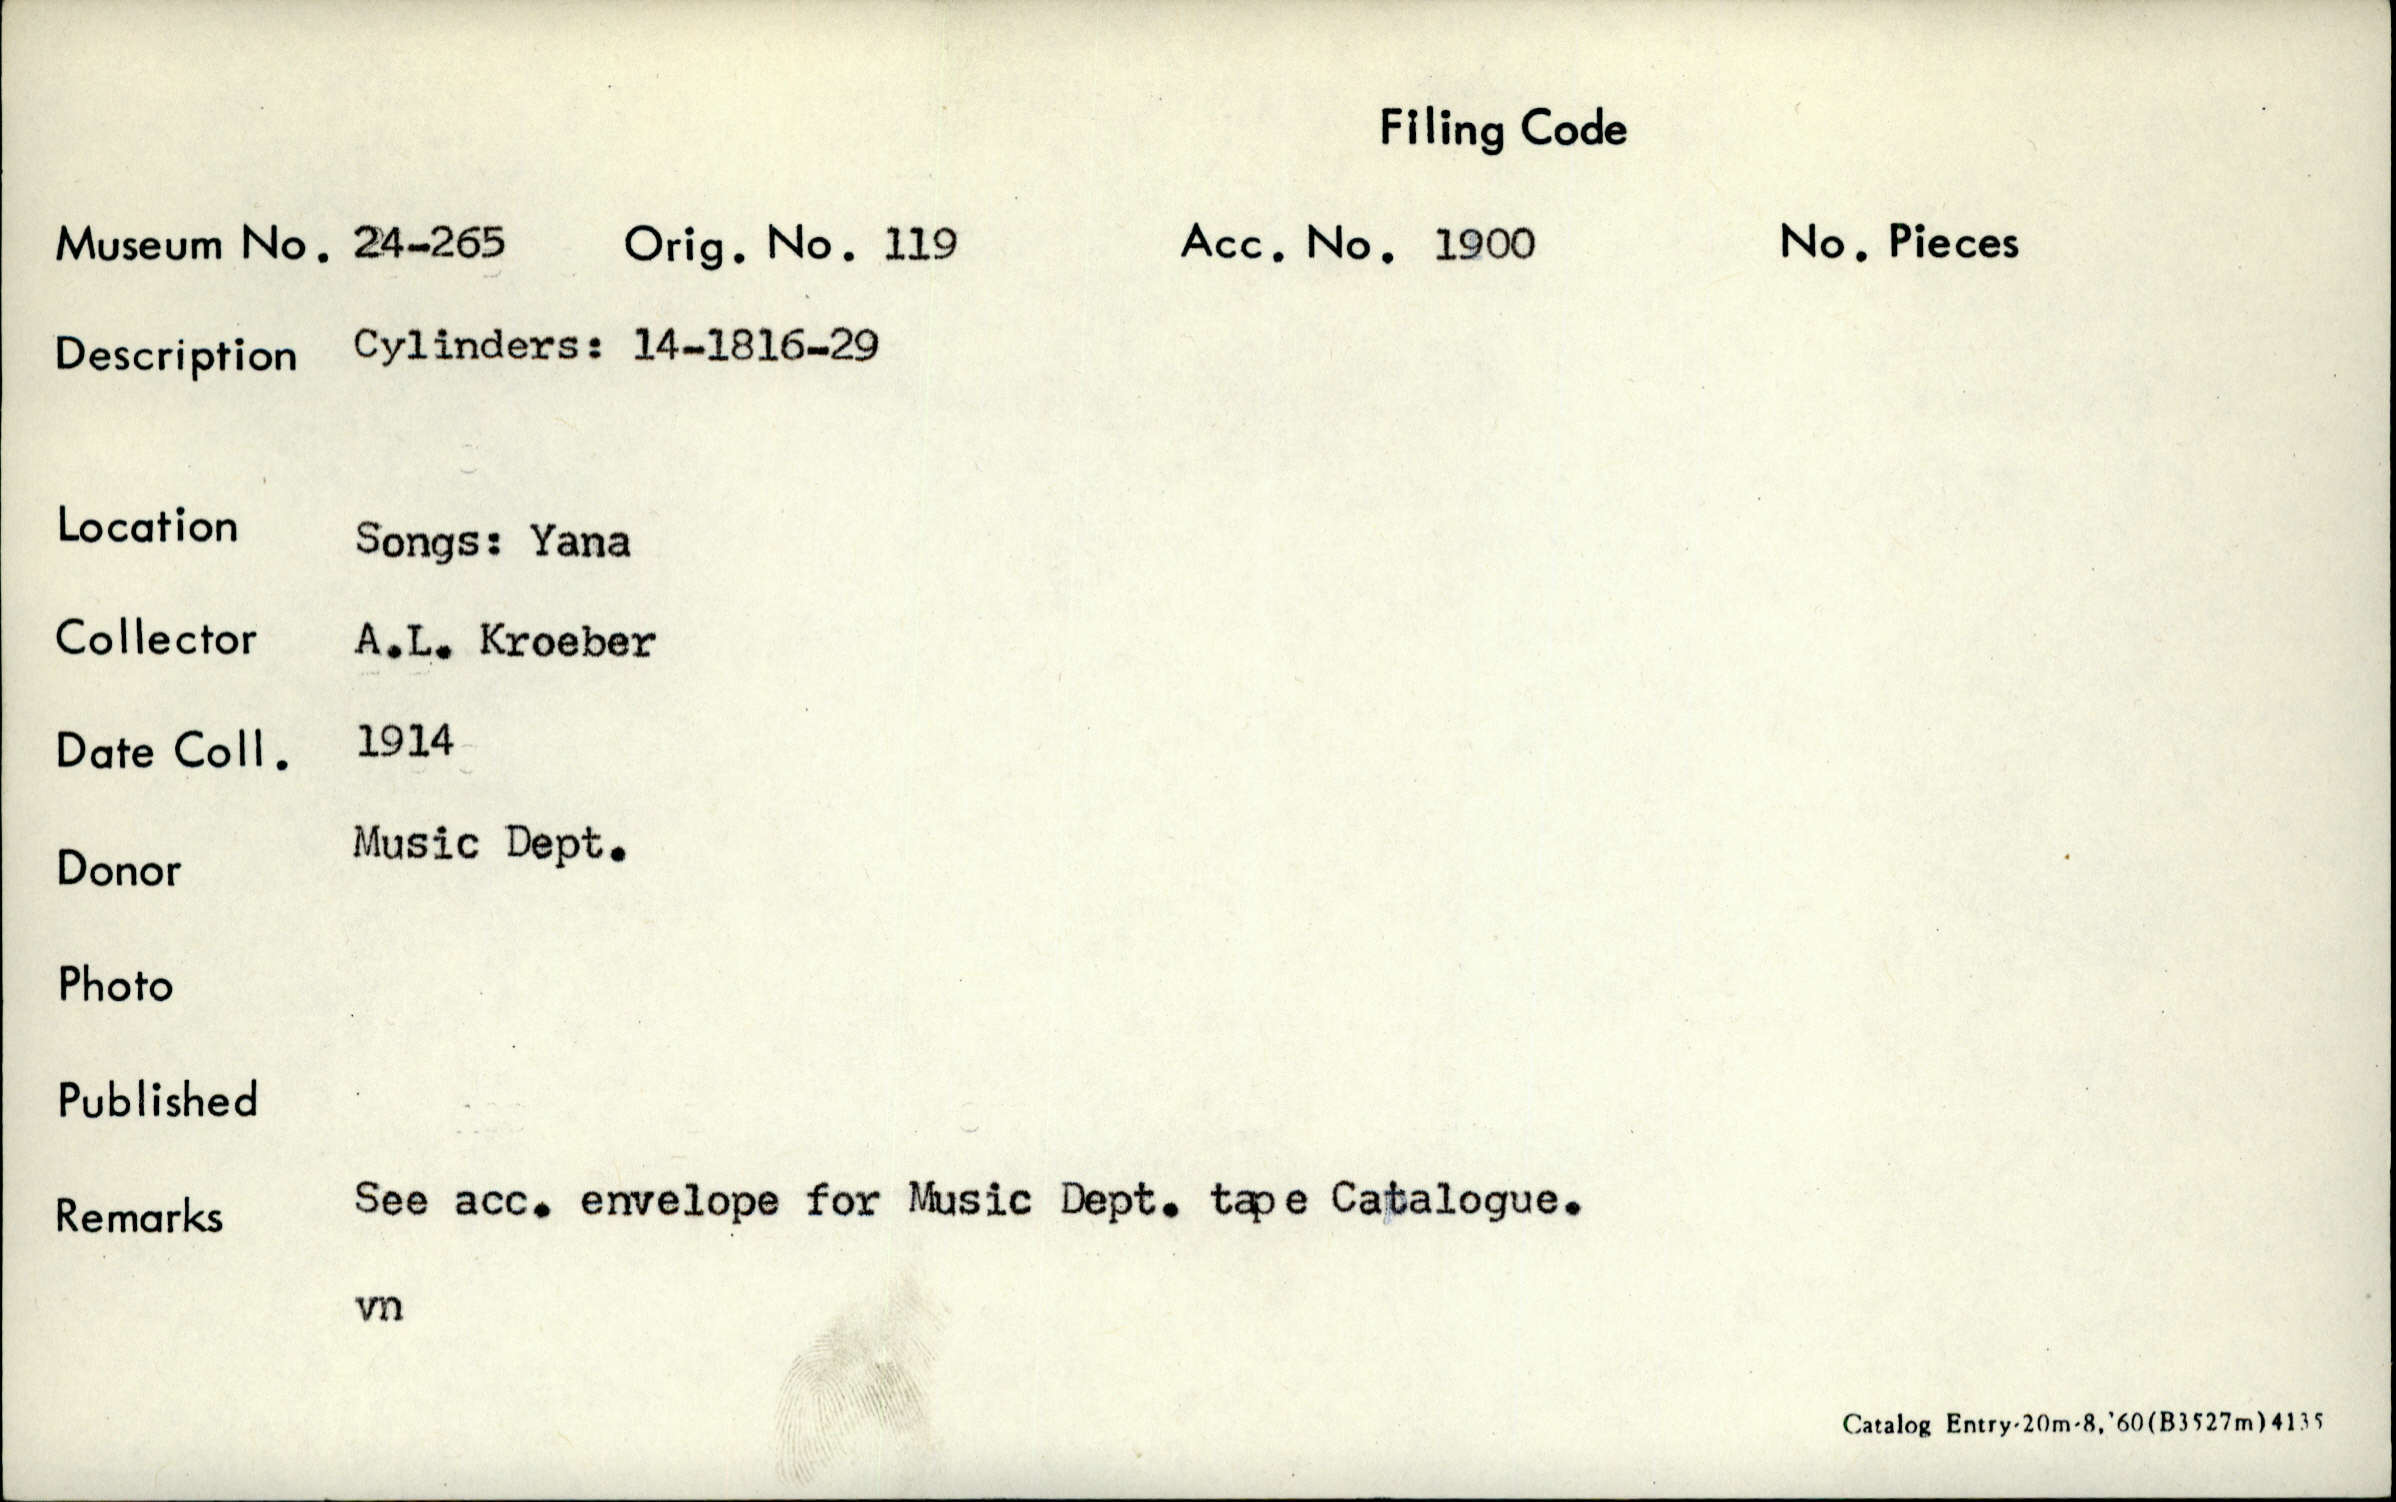 Filing Code
Museum No. 24-265 Orig. No. 119 Acc. No. 1900 No. Pieces
Description Cylinders: 14-1816-29
Location Songs: Yana
Collector A.L. Kroeber
Date Coll. 1914
Donor Music Dept.
Photo
Published
Remarks See acc. envelope for Music Dept. tape Catalogue.
vn
Catalog Entry-20m-8,'60(B3527m)4135